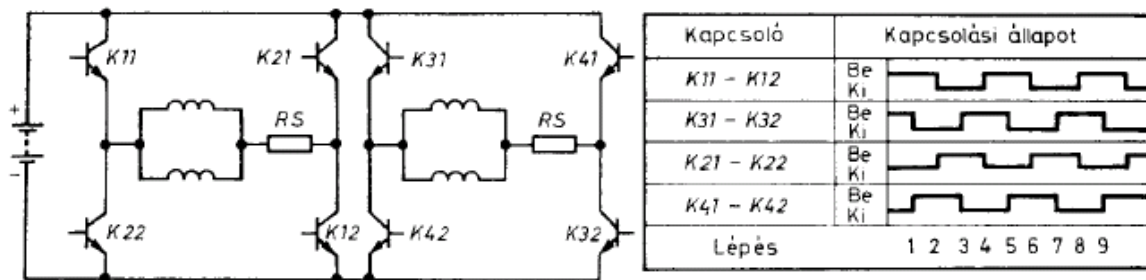 K11
K21
K31
K41
RS
RS
+
-
K22
K12
K42
K32
Kapcsoló Kapcsolási állapot
K11 - K12 Be
Ki
K31 - K32 Be
Ki
K21 - K22 Be
Ki
K41 - K42 Be
Ki
Lépés 1 2 3 4 5 6 7 8 9